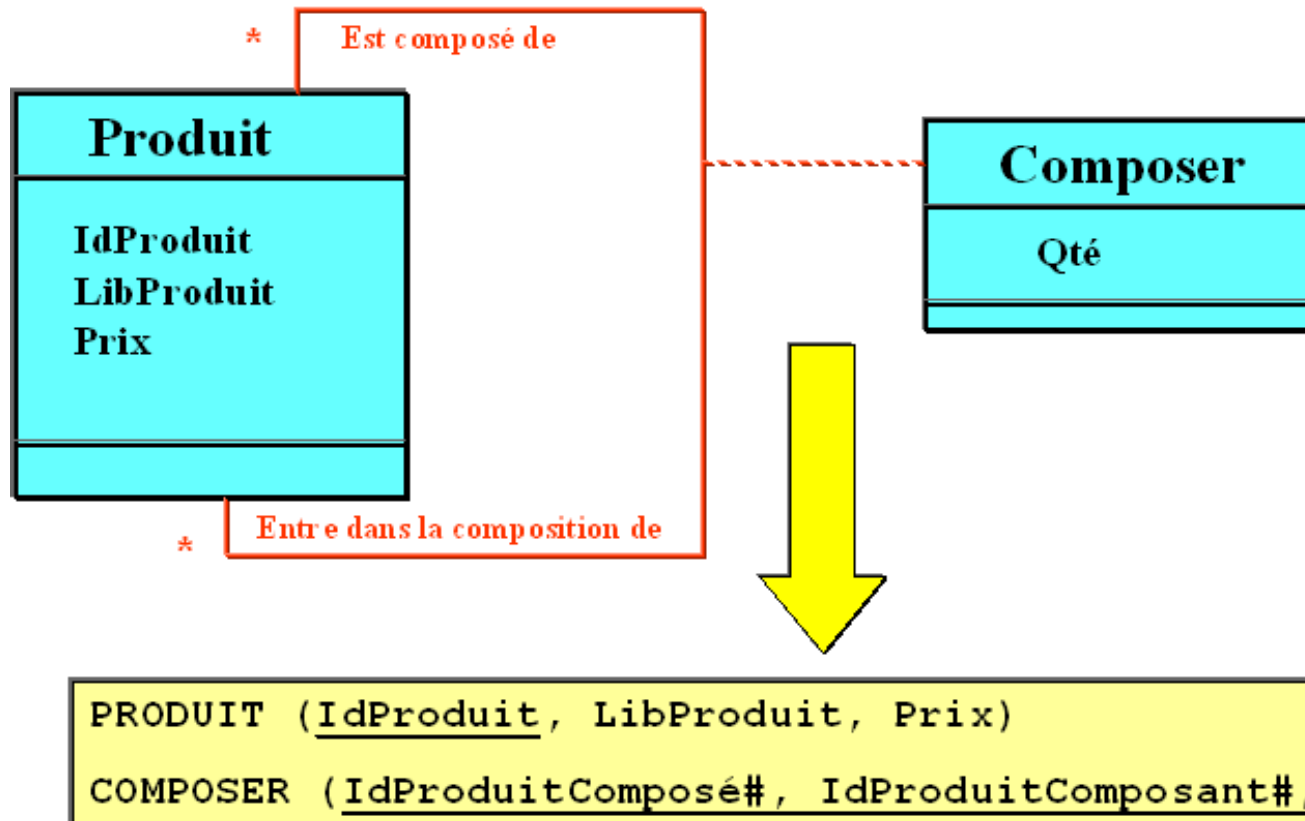 * Est composé de
Produit
Composer
IdProduit
LibProduit
Prix
Qté
* Entre dans la composition de
PRODUIT (IdProduit, LibProduit, Prix)
COMPOSER (IdProduitComposé#, IdProduitComposant#,